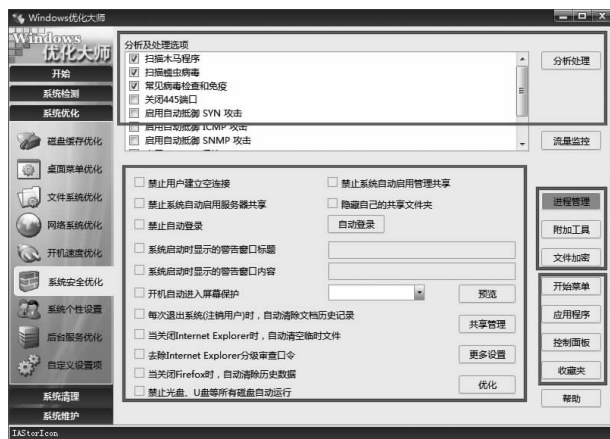 Windows优化大师
Windows
优化大师
开始
系统检测
系统优化
磁盘缓存优化
桌面菜单优化
文件系统优化
网络系统优化
开机速度优化
系统安全优化
系统个性设置
后台服务优化
自定义设置项
系统清理
系统维护
分析及处理选项
扫描木马程序
扫描蠕虫病毒
常见病毒检查和免疫
关闭445端口
启用自动抵御 SYN 攻击
启用自动抵御 ICMP 攻击
启用自动抵御 SNMP 攻击
分析处理
流量监控
禁止用户建立空连接
禁止系统自动启用管理共享
禁止系统自动启用服务器共享
隐藏自己的共享文件夹
禁止自动登录
自动登录
系统启动时显示的警告窗口标题
系统启动时显示的警告窗口内容
开机自动进入屏幕保护
预览
每次退出系统(注销用户)时，自动清除文档历史记录
共享管理
当关闭Internet Explorer时，自动清空临时文件
去除Internet Explorer分级审查口令
更多设置
当关闭Firefox时，自动清除历史数据
禁止光盘、U盘等所有磁盘自动运行
优化
进程管理
附加工具
文件加密
开始菜单
应用程序
控制面板
收藏夹
帮助
IAStorIcon